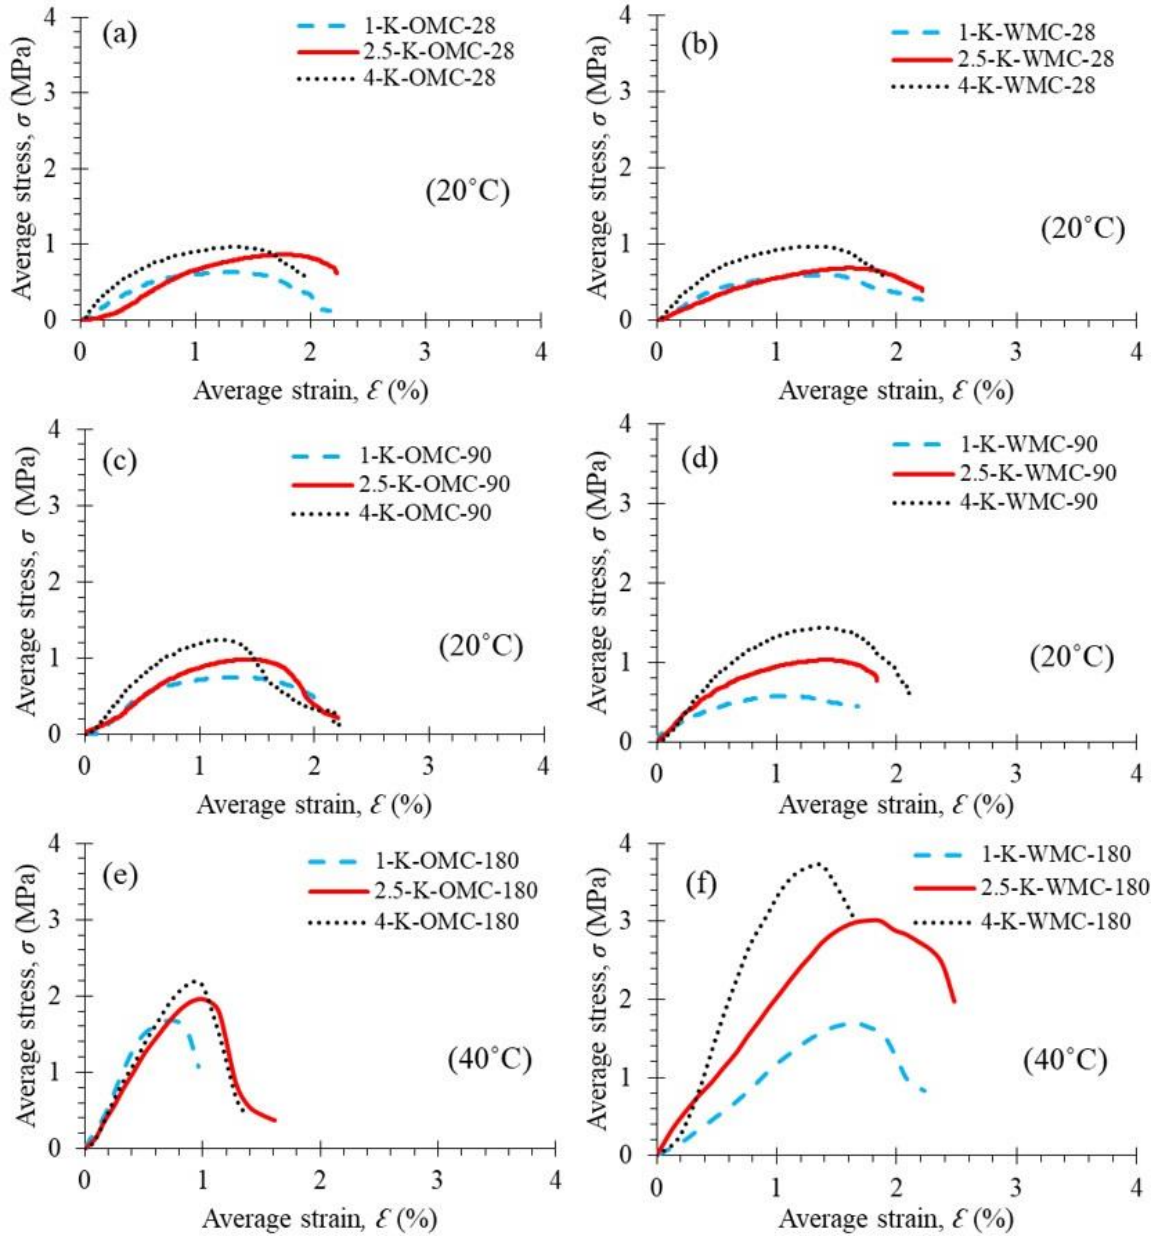 (a)
1-K-OMC-28
2.5-K-OMC-28
4-K-OMC-28
(20˚C)
Average stress, σ (MPa)
4
3
2
1
0
0 1 2 3 4
Average strain, Ɛ (%)
(b)
1-K-WMC-28
2.5-K-WMC-28
4-K-WMC-28
(20˚C)
Average stress, σ (MPa)
4
3
2
1
0
0 1 2 3 4
Average strain, Ɛ (%)
(c)
1-K-OMC-90
2.5-K-OMC-90
4-K-OMC-90
(20˚C)
Average stress, σ (MPa)
4
3
2
1
0
0 1 2 3 4
Average strain, Ɛ (%)
(d)
1-K-WMC-90
2.5-K-WMC-90
4-K-WMC-90
(20˚C)
Average stress, σ (MPa)
4
3
2
1
0
0 1 2 3 4
Average strain, Ɛ (%)
(e)
1-K-OMC-180
2.5-K-OMC-180
4-K-OMC-180
(40˚C)
Average stress, σ (MPa)
4
3
2
1
0
0 1 2 3 4
Average strain, Ɛ (%)
(f)
1-K-WMC-180
2.5-K-WMC-180
4-K-WMC-180
(40˚C)
Average stress, σ (MPa)
4
3
2
1
0
0 1 2 3 4
Average strain, Ɛ (%)